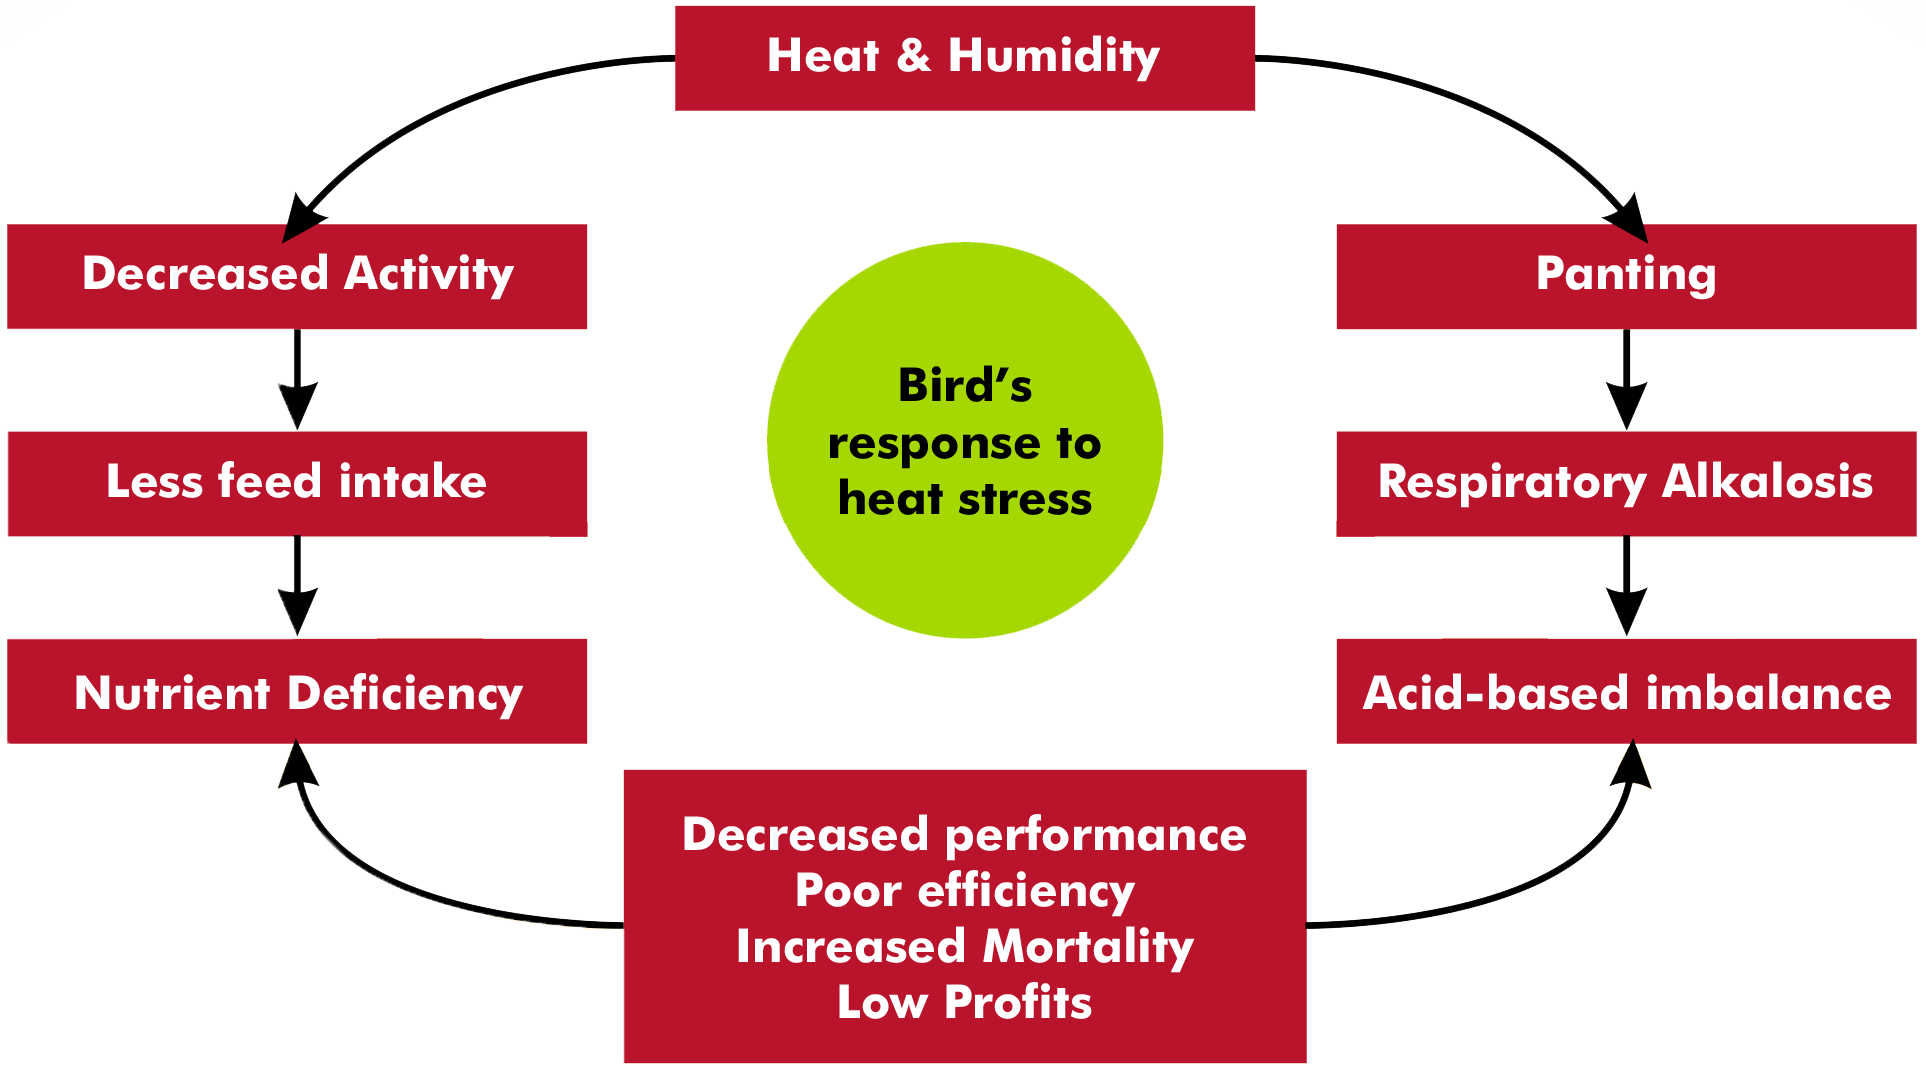 Heat & Humidity
Decreased Activity
Panting
Bird’s
response to
heat stress
Less feed intake
Respiratory Alkalosis
Nutrient Deficiency
Acid-based imbalance
Decreased performance
Poor efficiency
Increased Mortality
Low Profits